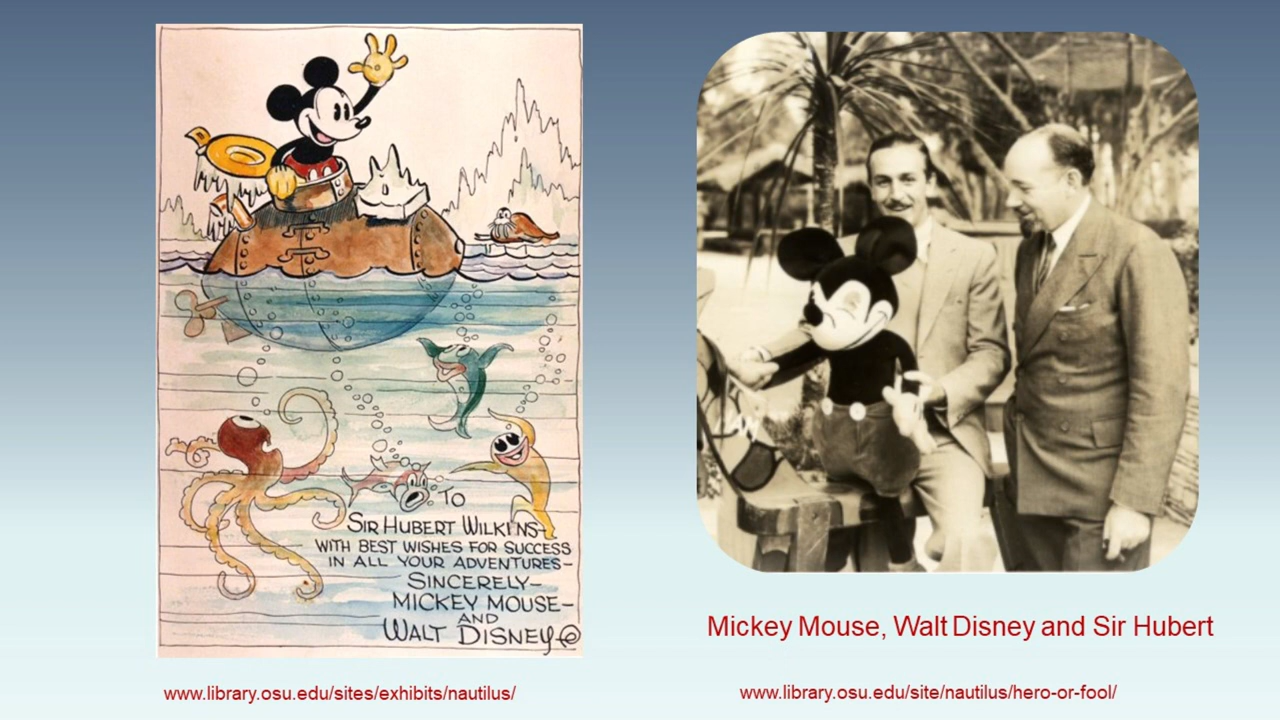 TO
SIR HUBERT WILKINS-
WITH BEST WISHES FOR SUCCESS
IN ALL YOUR ADVENTURES-
SINCERELY-
MICKEY MOUSE-
AND
WALT DISNEY
www.library.osu.edu/sites/exhibits/nautilus/
Mickey Mouse, Walt Disney and Sir Hubert
www.library.osu.edu/site/nautilus/hero-or-fool/